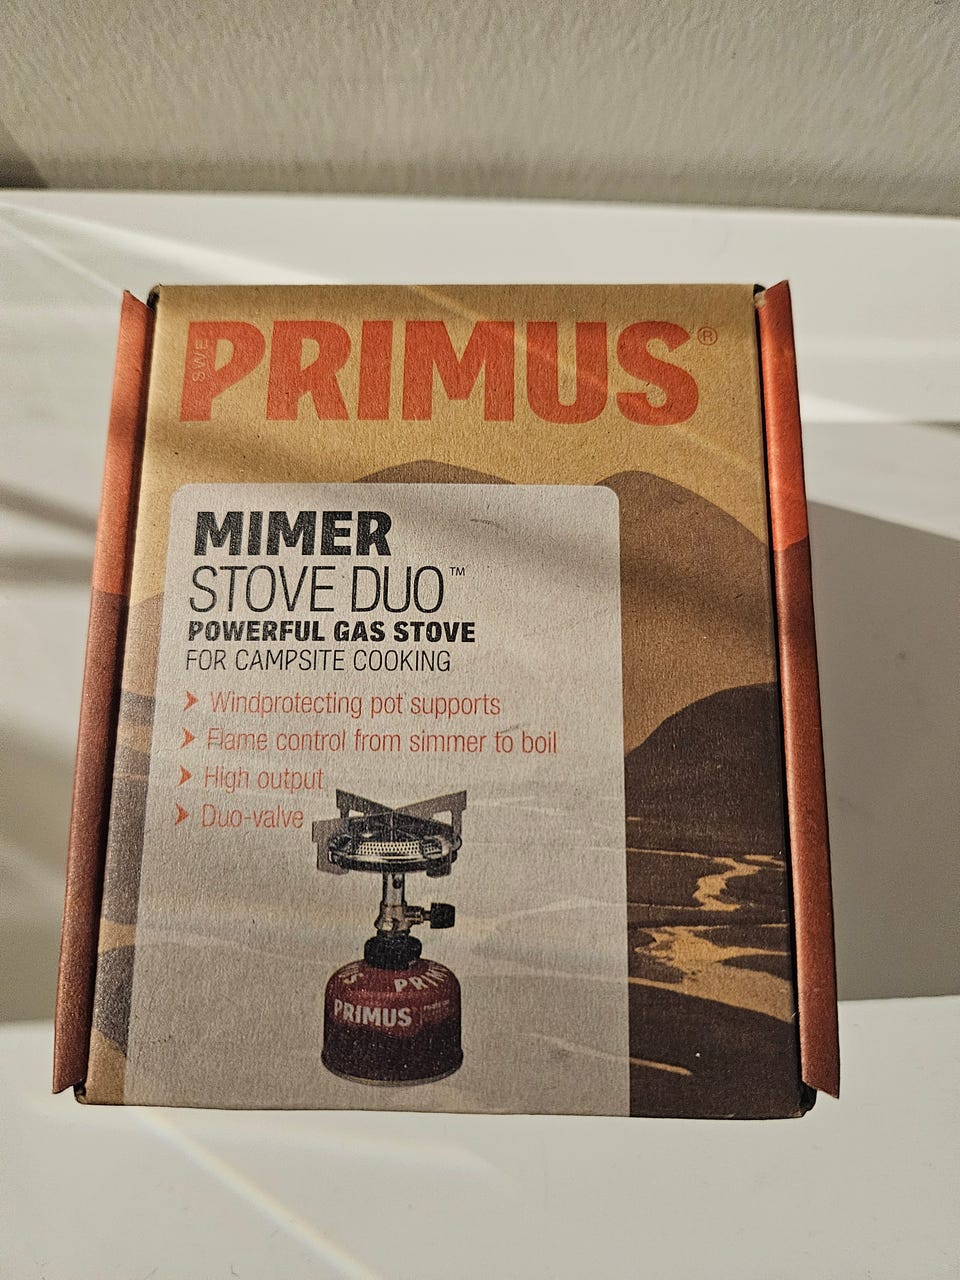 SWE
PRIMUS®
MIMER
STOVE DUO™
POWERFUL GAS STOVE
FOR CAMPSITE COOKING
Windprotecting pot supports
Flame control from simmer to boil
High output
Duo-valve
PRIMUS